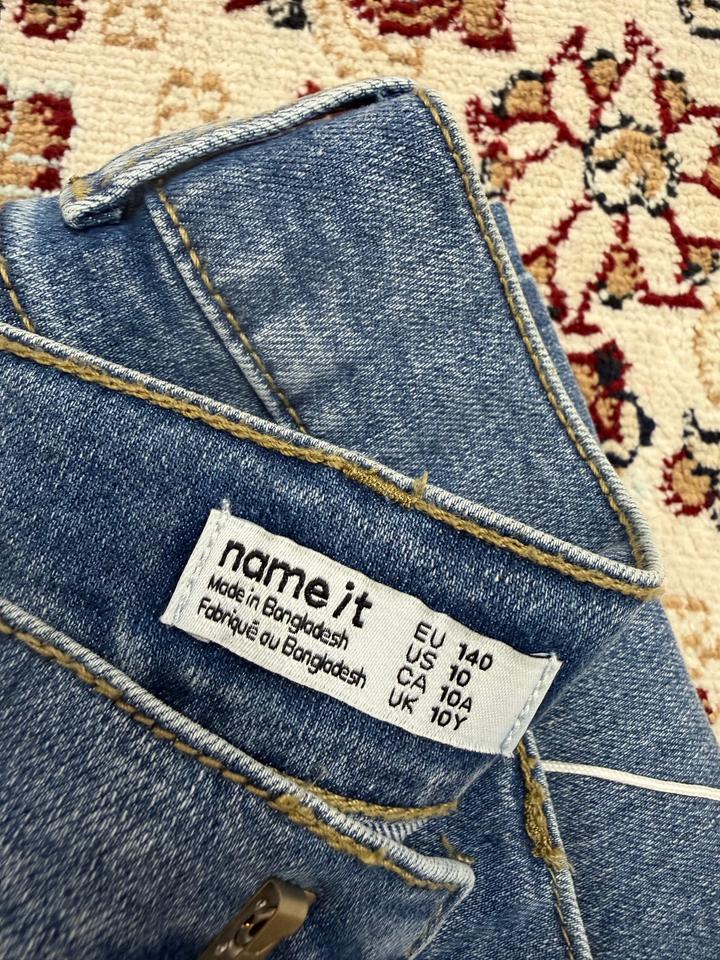 name it
Made in Bangladesh
Fabriqué au Bangladesh
EU 140
US 10
CA 10A
UK 10Y